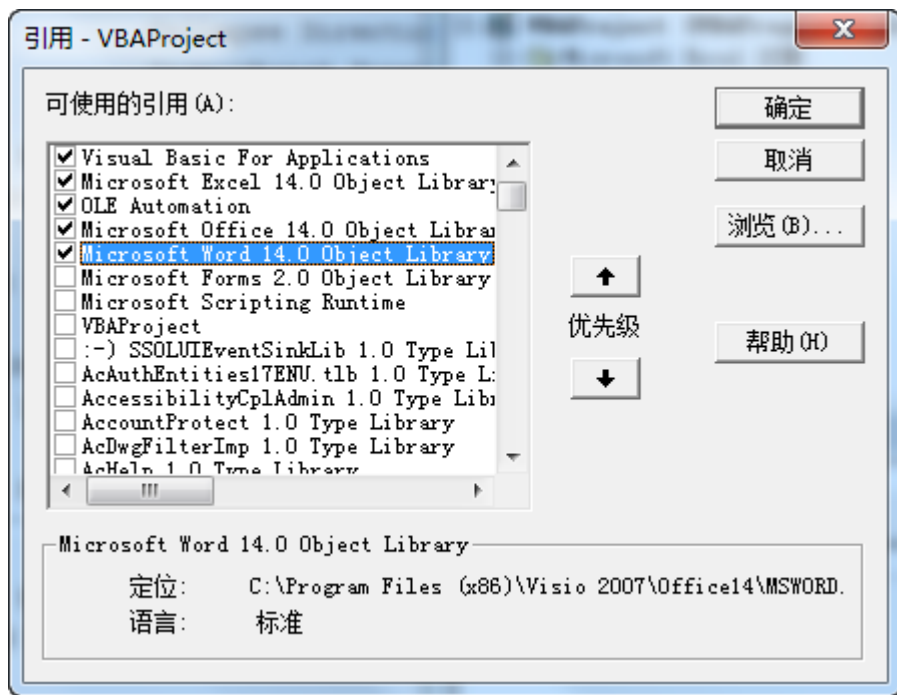 引用 - VBAProject
可使用的引用(A):
Visual Basic For Applications
Microsoft Excel 14.0 Object Library
OLE Automation
Microsoft Office 14.0 Object Librar
Microsoft Word 14.0 Object Library
Microsoft Forms 2.0 Object Library
Microsoft Scripting Runtime
VBAProject
:-) SSOLUIEventSinkLib 1.0 Type Lil
AcAuthEntities17ENU.tlb 1.0 Type L
AccessibilityCplAdmin 1.0 Type Libr
AccountProtect 1.0 Type Library
AcDwgFilterImp 1.0 Type Library
AcHelp 1.0 Type Library
确定
取消
浏览(B)...
优先级
帮助(H)
Microsoft Word 14.0 Object Library
定位: C:\Program Files (x86)\Visio 2007\Office14\MSWORD.
语言: 标准